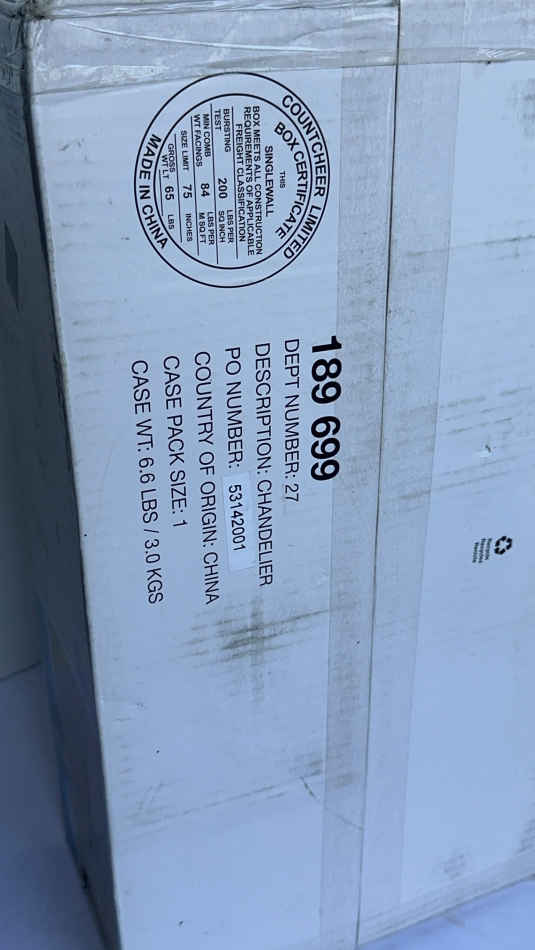 COUNTCHEER LIMITED
BOX CERTIFICATE
THIS
SINGLEWALL
BOX MEETS ALL CONSTRUCTION
REQUIREMENTS OF APPLICABLE
FREIGHT CLASSIFICATION
BURSTING TEST 200 LBS PER SQ INCH
MIN COMB WT FACINGS 84 LBS PER M SQ FT
SIZE LIMIT 75 INCHES
GROSS WT LT 65 LBS
MADE IN CHINA
189 699
DEPT NUMBER: 27
DESCRIPTION: CHANDELIER
PO NUMBER: 53142001
COUNTRY OF ORIGIN: CHINA
CASE PACK SIZE: 1
CASE WT: 6.6 LBS / 3.0 KGS